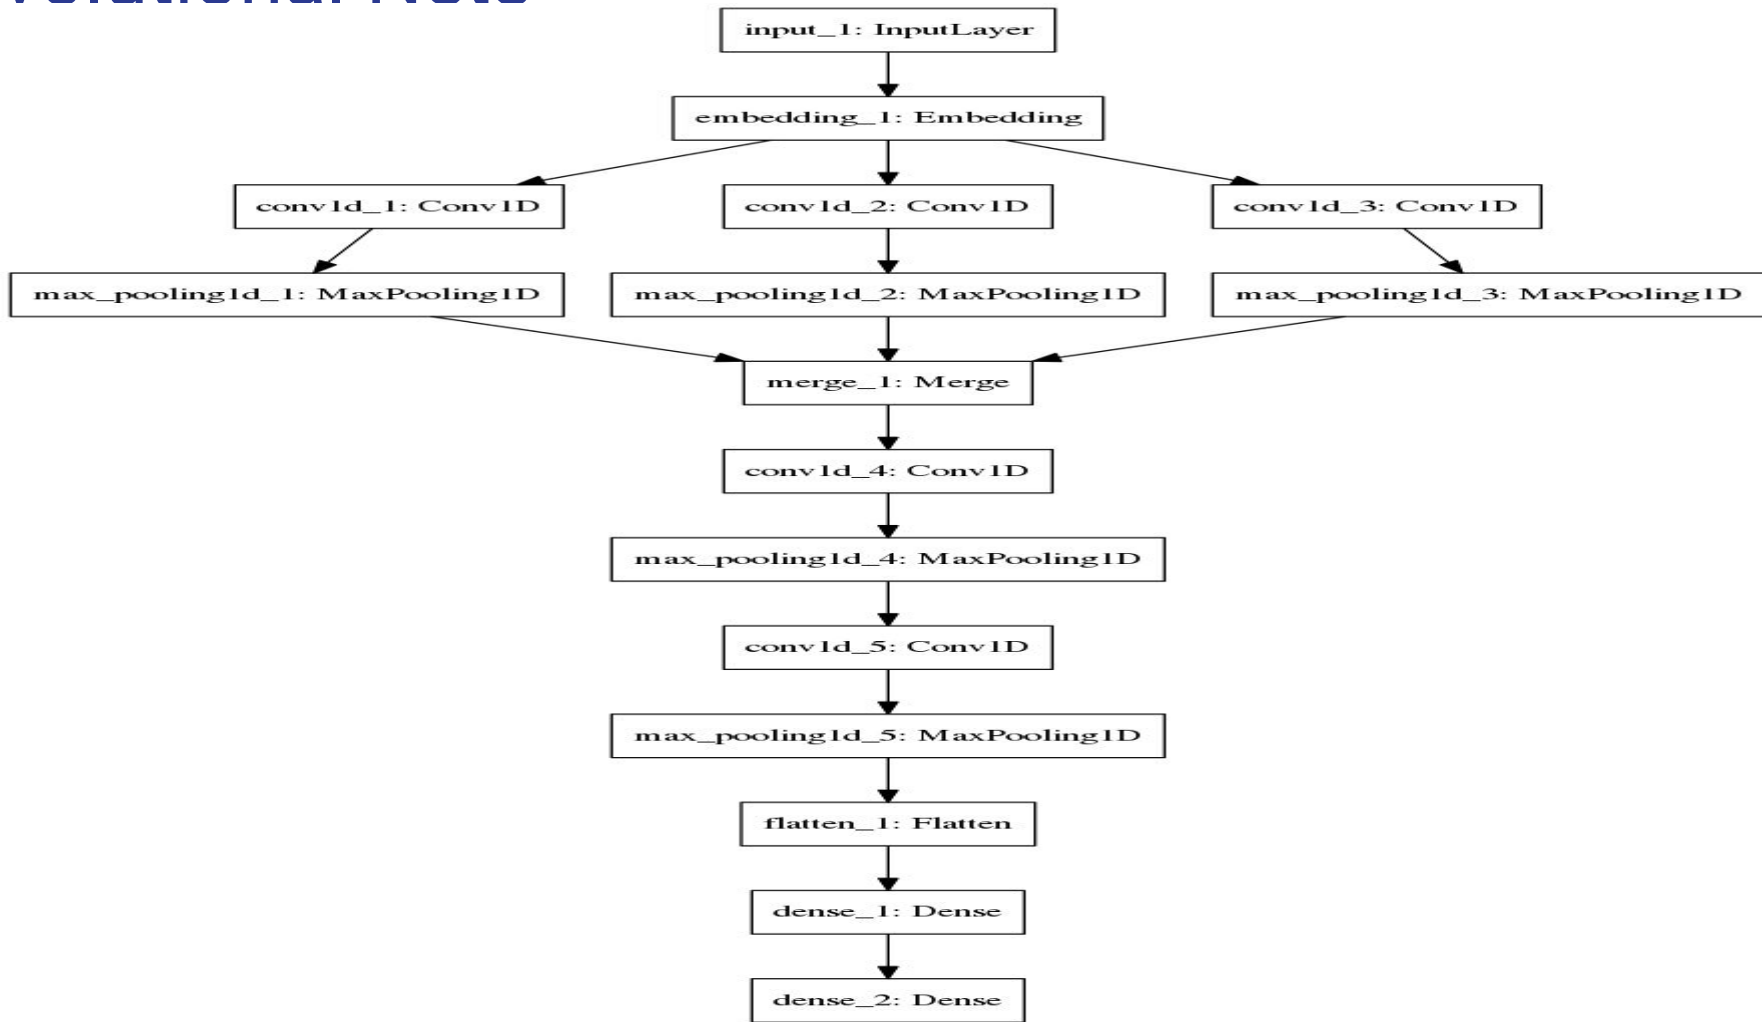 input_1: InputLayer
embedding_1: Embedding
conv1d_1: Conv1D
conv1d_2: Conv1D
conv1d_3: Conv1D
max_pooling1d_1: MaxPooling1D
max_pooling1d_2: MaxPooling1D
max_pooling1d_3: MaxPooling1D
merge_1: Merge
conv1d_4: Conv1D
max_pooling1d_4: MaxPooling1D
conv1d_5: Conv1D
max_pooling1d_5: MaxPooling1D
flatten_1: Flatten
dense_1: Dense
dense_2: Dense